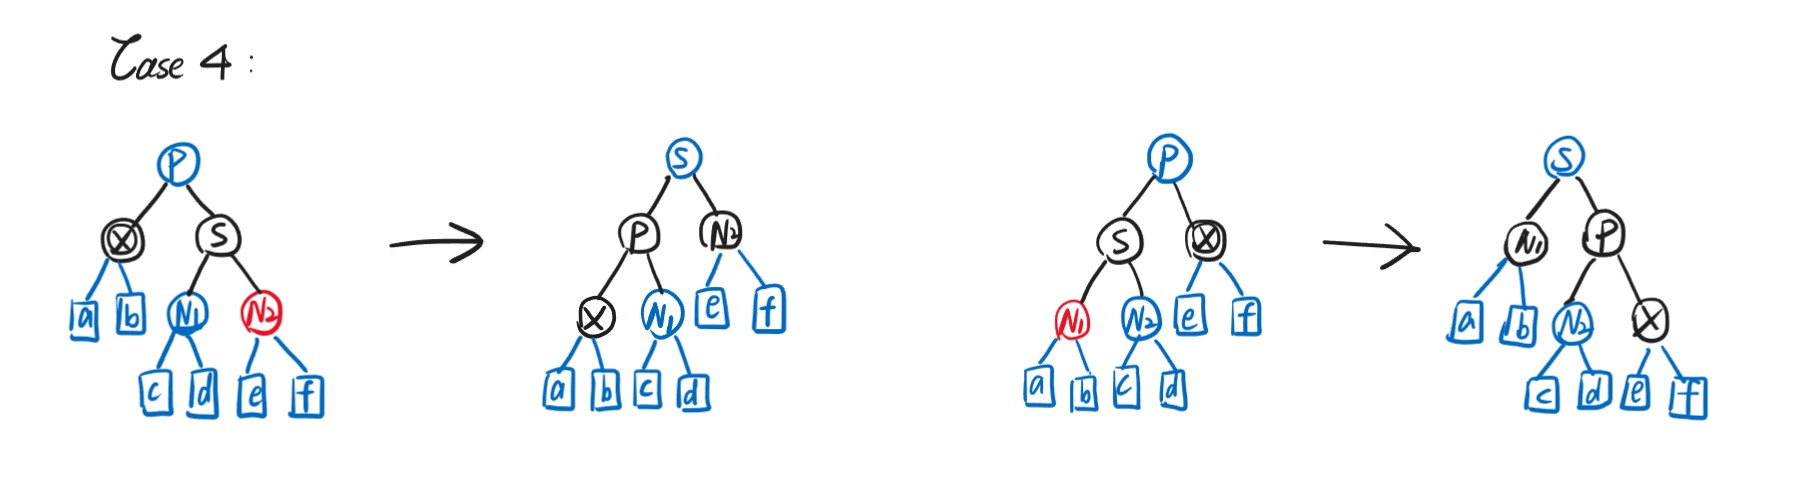 Case 4 :
P S P S
X S P N2 S X N1 P
a b N1 N2 X N1 e f N1 N2 e f a b N2 X
c d e f a b c d a b c d c d e f